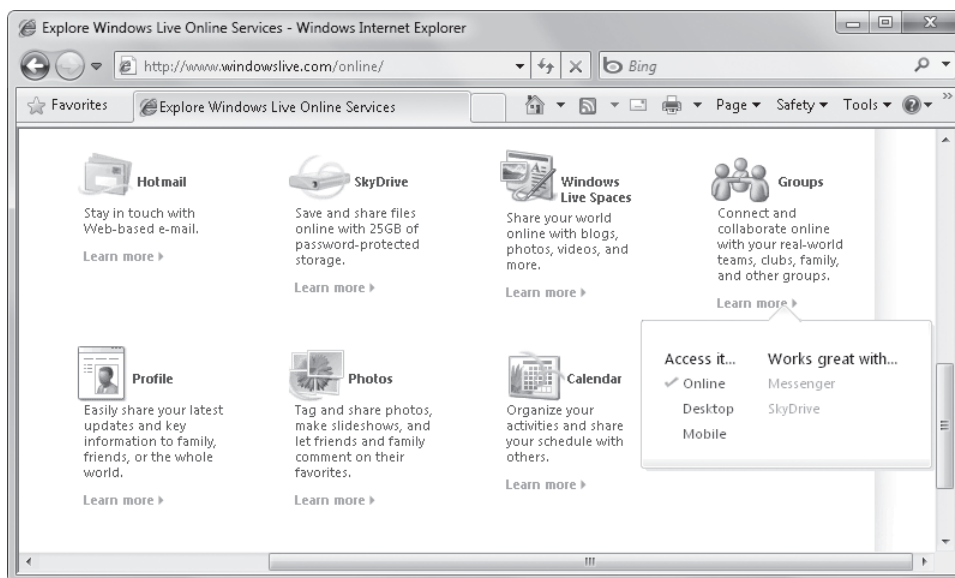 Explore Windows Live Online Services - Windows Internet Explorer
http://www.windowslive.com/online/
Bing
Favorites
Explore Windows Live Online Services
Page
Safety
Tools
Hotmail
Stay in touch with
Web-based e-mail.
Learn more
SkyDrive
Save and share files
online with 25GB of
password-protected
storage.
Learn more
Windows
Live Spaces
Share your world
online with blogs,
photos, videos, and
more.
Learn more
Groups
Connect and
collaborate online
with your real-world
teams, clubs, family,
and other groups.
Learn more
Access it...
Online
Desktop
Mobile
Works great with...
Messenger
SkyDrive
Profile
Easily share your latest
updates and key
information to family,
friends, or the whole
world.
Learn more
Photos
Tag and share photos,
make slideshows, and
let friends and family
comment on their
favorites.
Learn more
Calendar
Organize your
activities and share
your schedule with
others.
Learn more